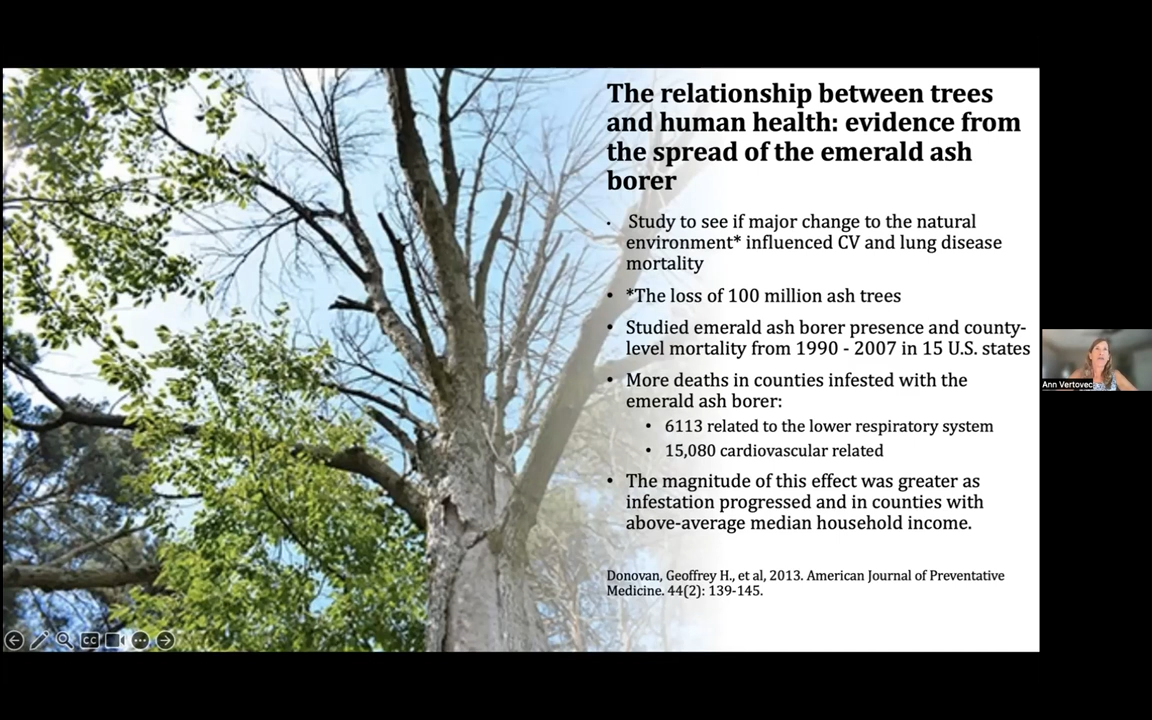 The relationship between trees
and human health: evidence from
the spread of the emerald ash
borer
• Study to see if major change to the natural
environment* influenced CV and lung disease
mortality
• *The loss of 100 million ash trees
• Studied emerald ash borer presence and county-
level mortality from 1990 - 2007 in 15 U.S. states
• More deaths in counties infested with the
emerald ash borer:
• 6113 related to the lower respiratory system
• 15,080 cardiovascular related
• The magnitude of this effect was greater as
infestation progressed and in counties with
above-average median household income.
Donovan, Geoffrey H., et al, 2013. American Journal of Preventative
Medicine. 44(2): 139-145.
Ann Vertovec
CC